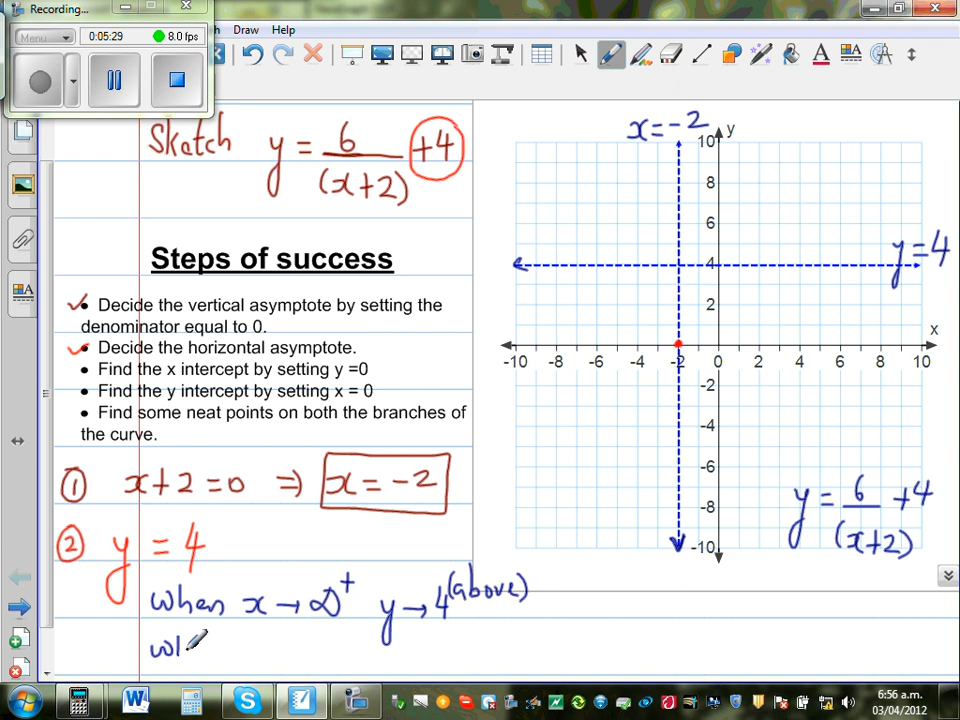 Recording...
Menu
00:05:29
8.0 fps
Draw Help
Sketch y = 6/(x+2) +4
Steps of success
• Decide the vertical asymptote by setting the
denominator equal to 0.
• Decide the horizontal asymptote.
• Find the x intercept by setting y =0
• Find the y intercept by setting x = 0
• Find some neat points on both the branches of
the curve.
① x+2=0 ⇒ x=-2
② y = 4
When x → ∞⁺ y → 4 (above)
wh
x=-2
y
10
8
6
y=4
4
2
x
-10 -8 -6 -4 -2 0 2 4 6 8 10
-2
-4
-6
-8
-10
y = 6/(x+2) +4
6:56 a.m.
03/04/2012